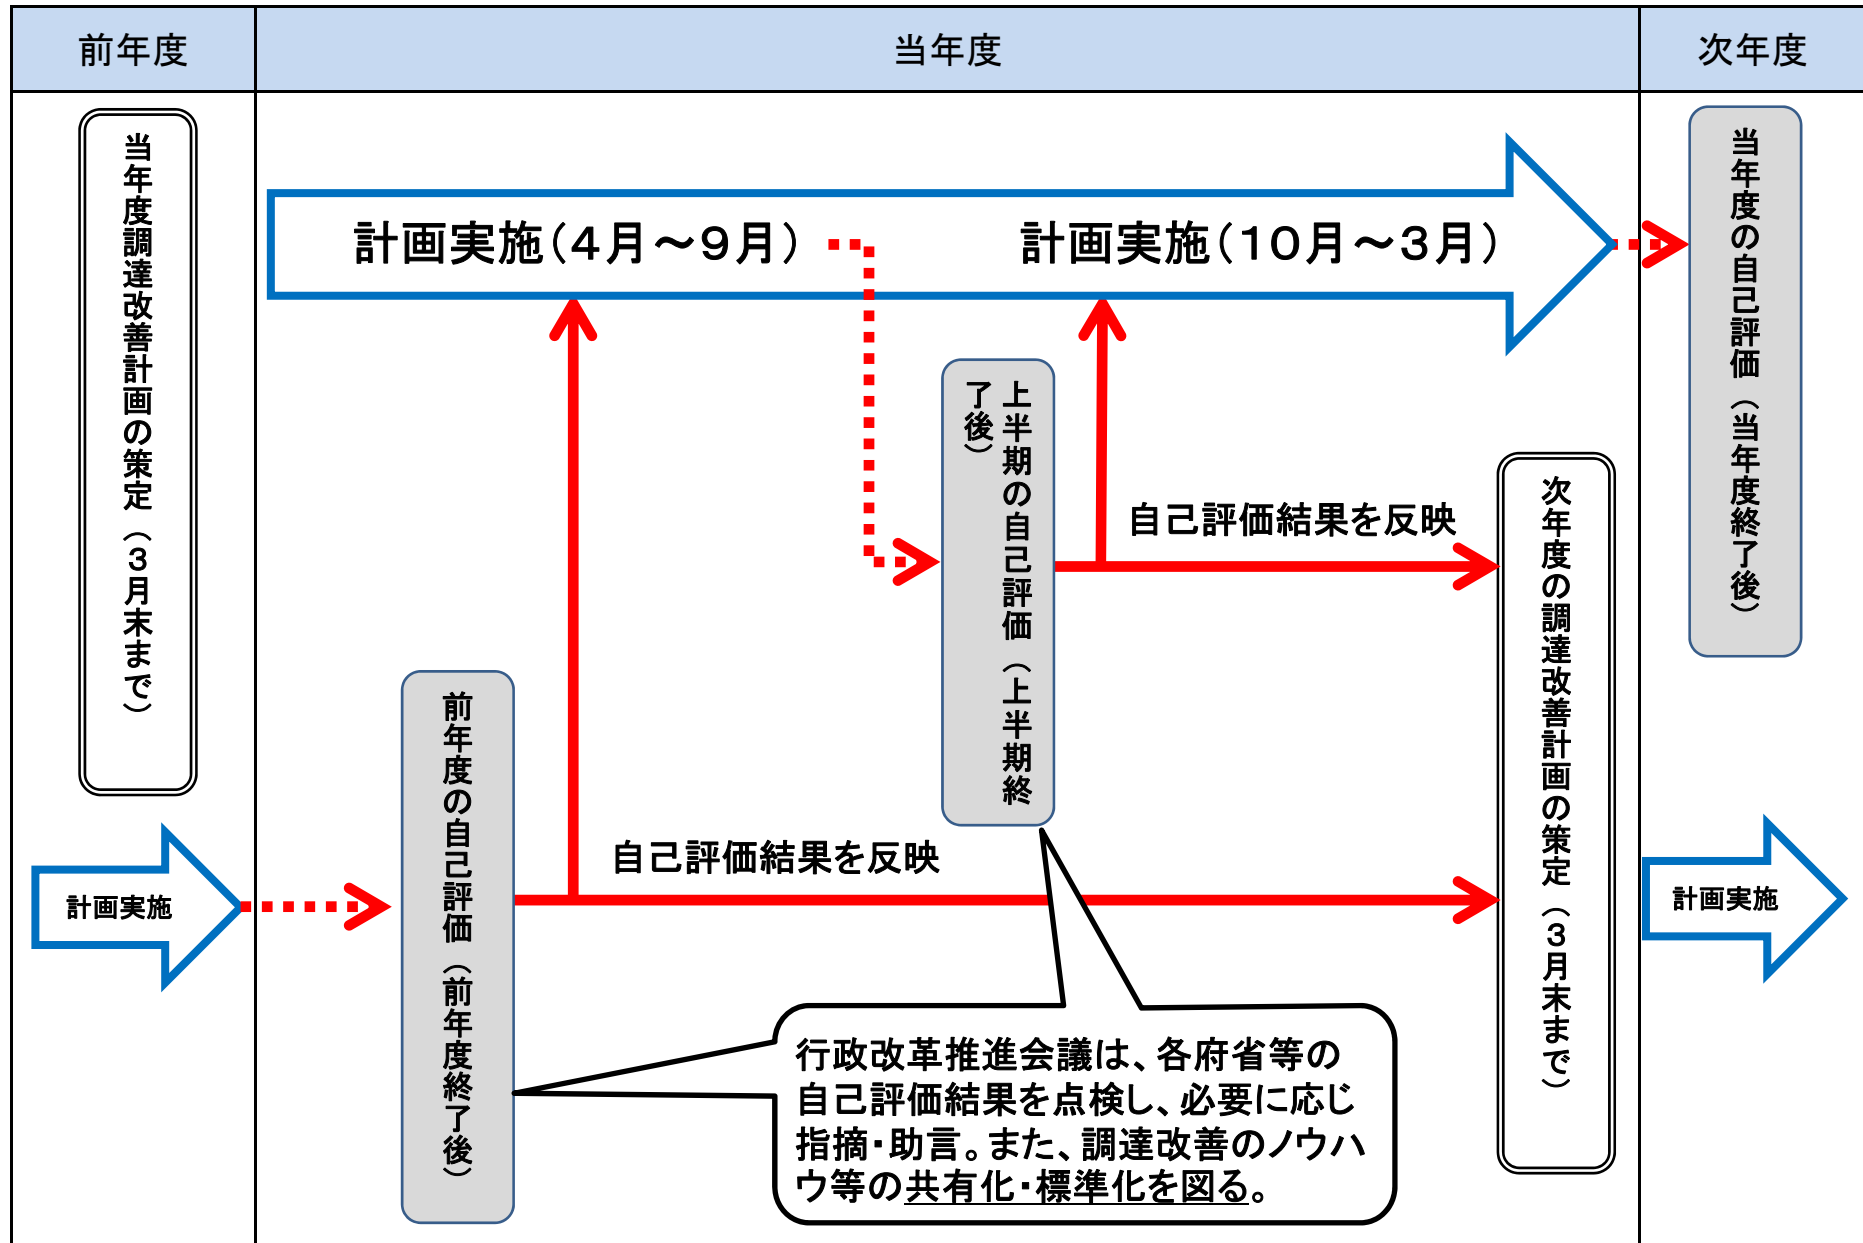 前年度
当年度
次年度
当年度調達改善計画の策定（３月末まで）
計画実施（４月～９月）
計画実施（１０月～３月）
当年度の自己評価（当年度終了後）
上半期の自己評価（上半期終
了後）
自己評価結果を反映
次年度の調達改善計画の策定（３月末まで）
前年度の自己評価（前年度終了後）
自己評価結果を反映
計画実施
計画実施
行政改革推進会議は、各府省等の
自己評価結果を点検し、必要に応じ
指摘・助言。また、調達改善のノウハ
ウ等の共有化・標準化を図る。